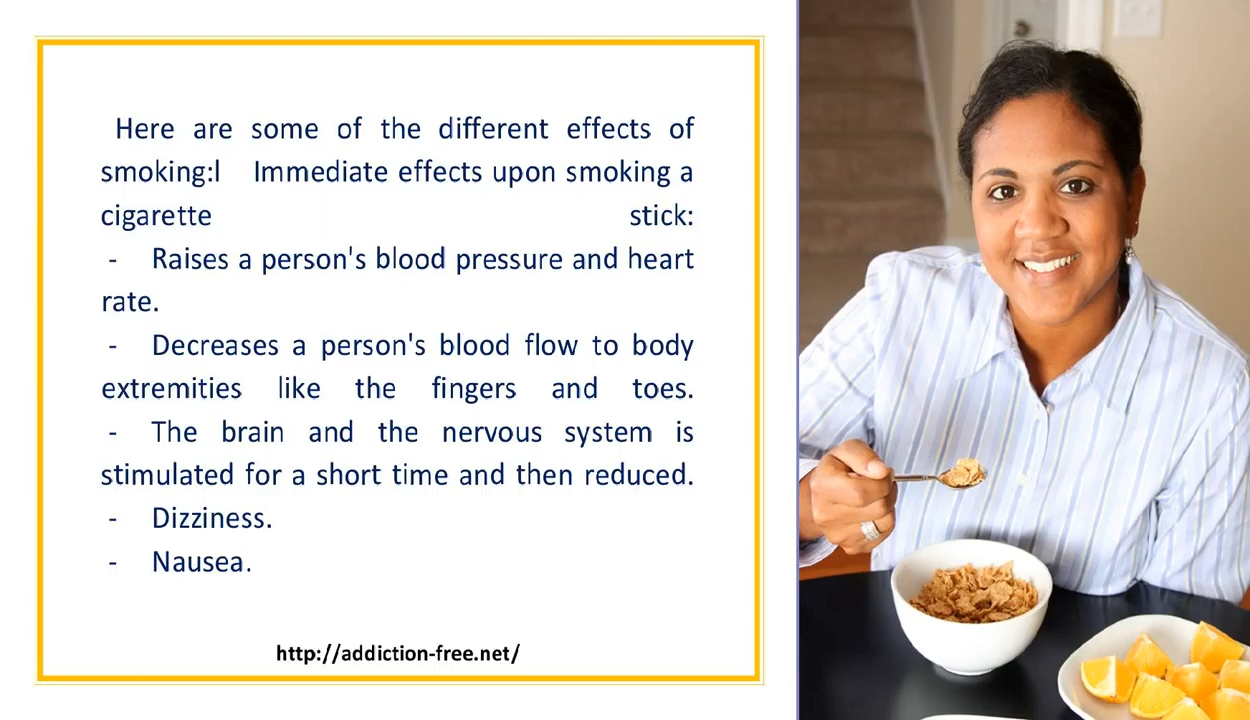 Here are some of the different effects of
smoking:l Immediate effects upon smoking a
cigarette stick:
- Raises a person's blood pressure and heart
rate.
- Decreases a person's blood flow to body
extremities like the fingers and toes.
- The brain and the nervous system is
stimulated for a short time and then reduced.
- Dizziness.
- Nausea.
http://addiction-free.net/